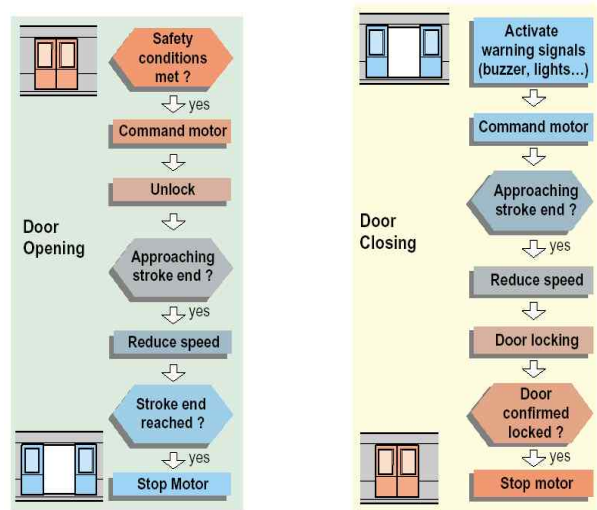 Safety
conditions
met ?
yes
Command motor
Unlock
Door
Opening
Approaching
stroke end ?
yes
Reduce speed
Stroke end
reached ?
yes
Stop Motor
Activate
warning signals
(buzzer, lights...)
Command motor
Approaching
stroke end ?
Door
Closing
yes
Reduce speed
Door locking
Door
confirmed
locked ?
yes
Stop motor